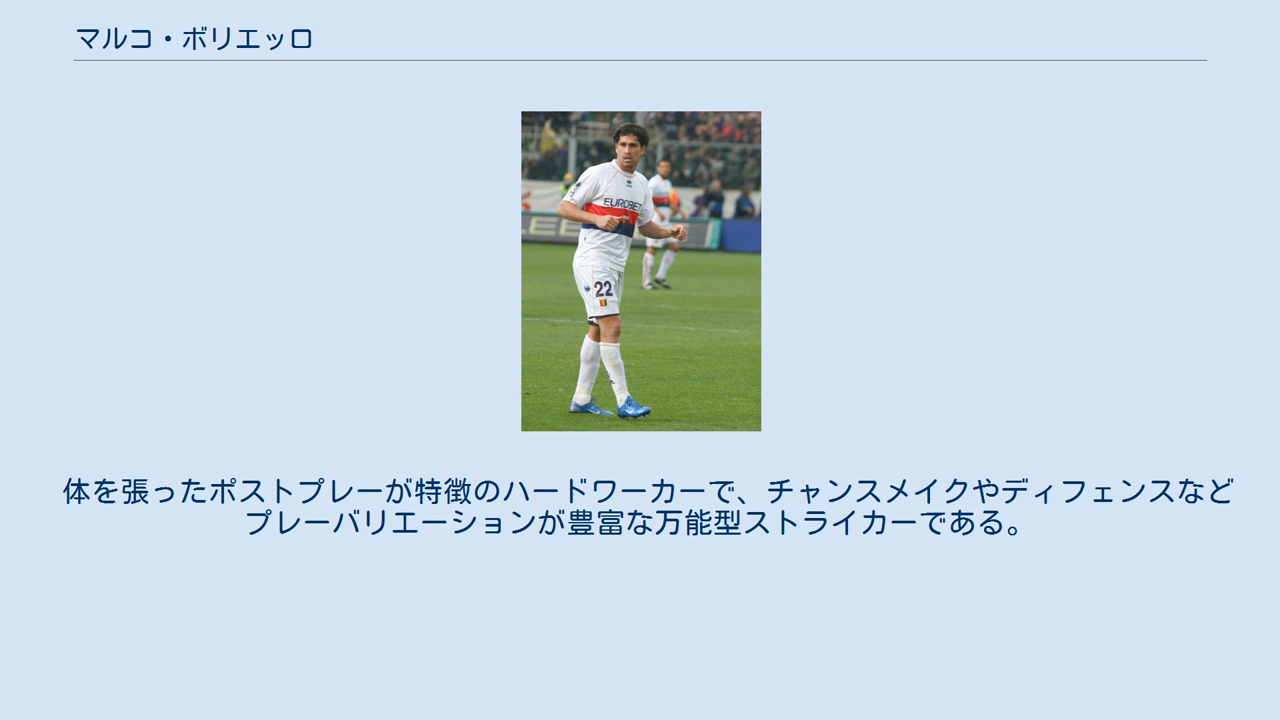 マルコ・ボリエッロ
EUROBET
22
体を張ったポストプレーが特徴のハードワーカーで、チャンスメイクやディフェンスなど
プレーバリエーションが豊富な万能型ストライカーである。